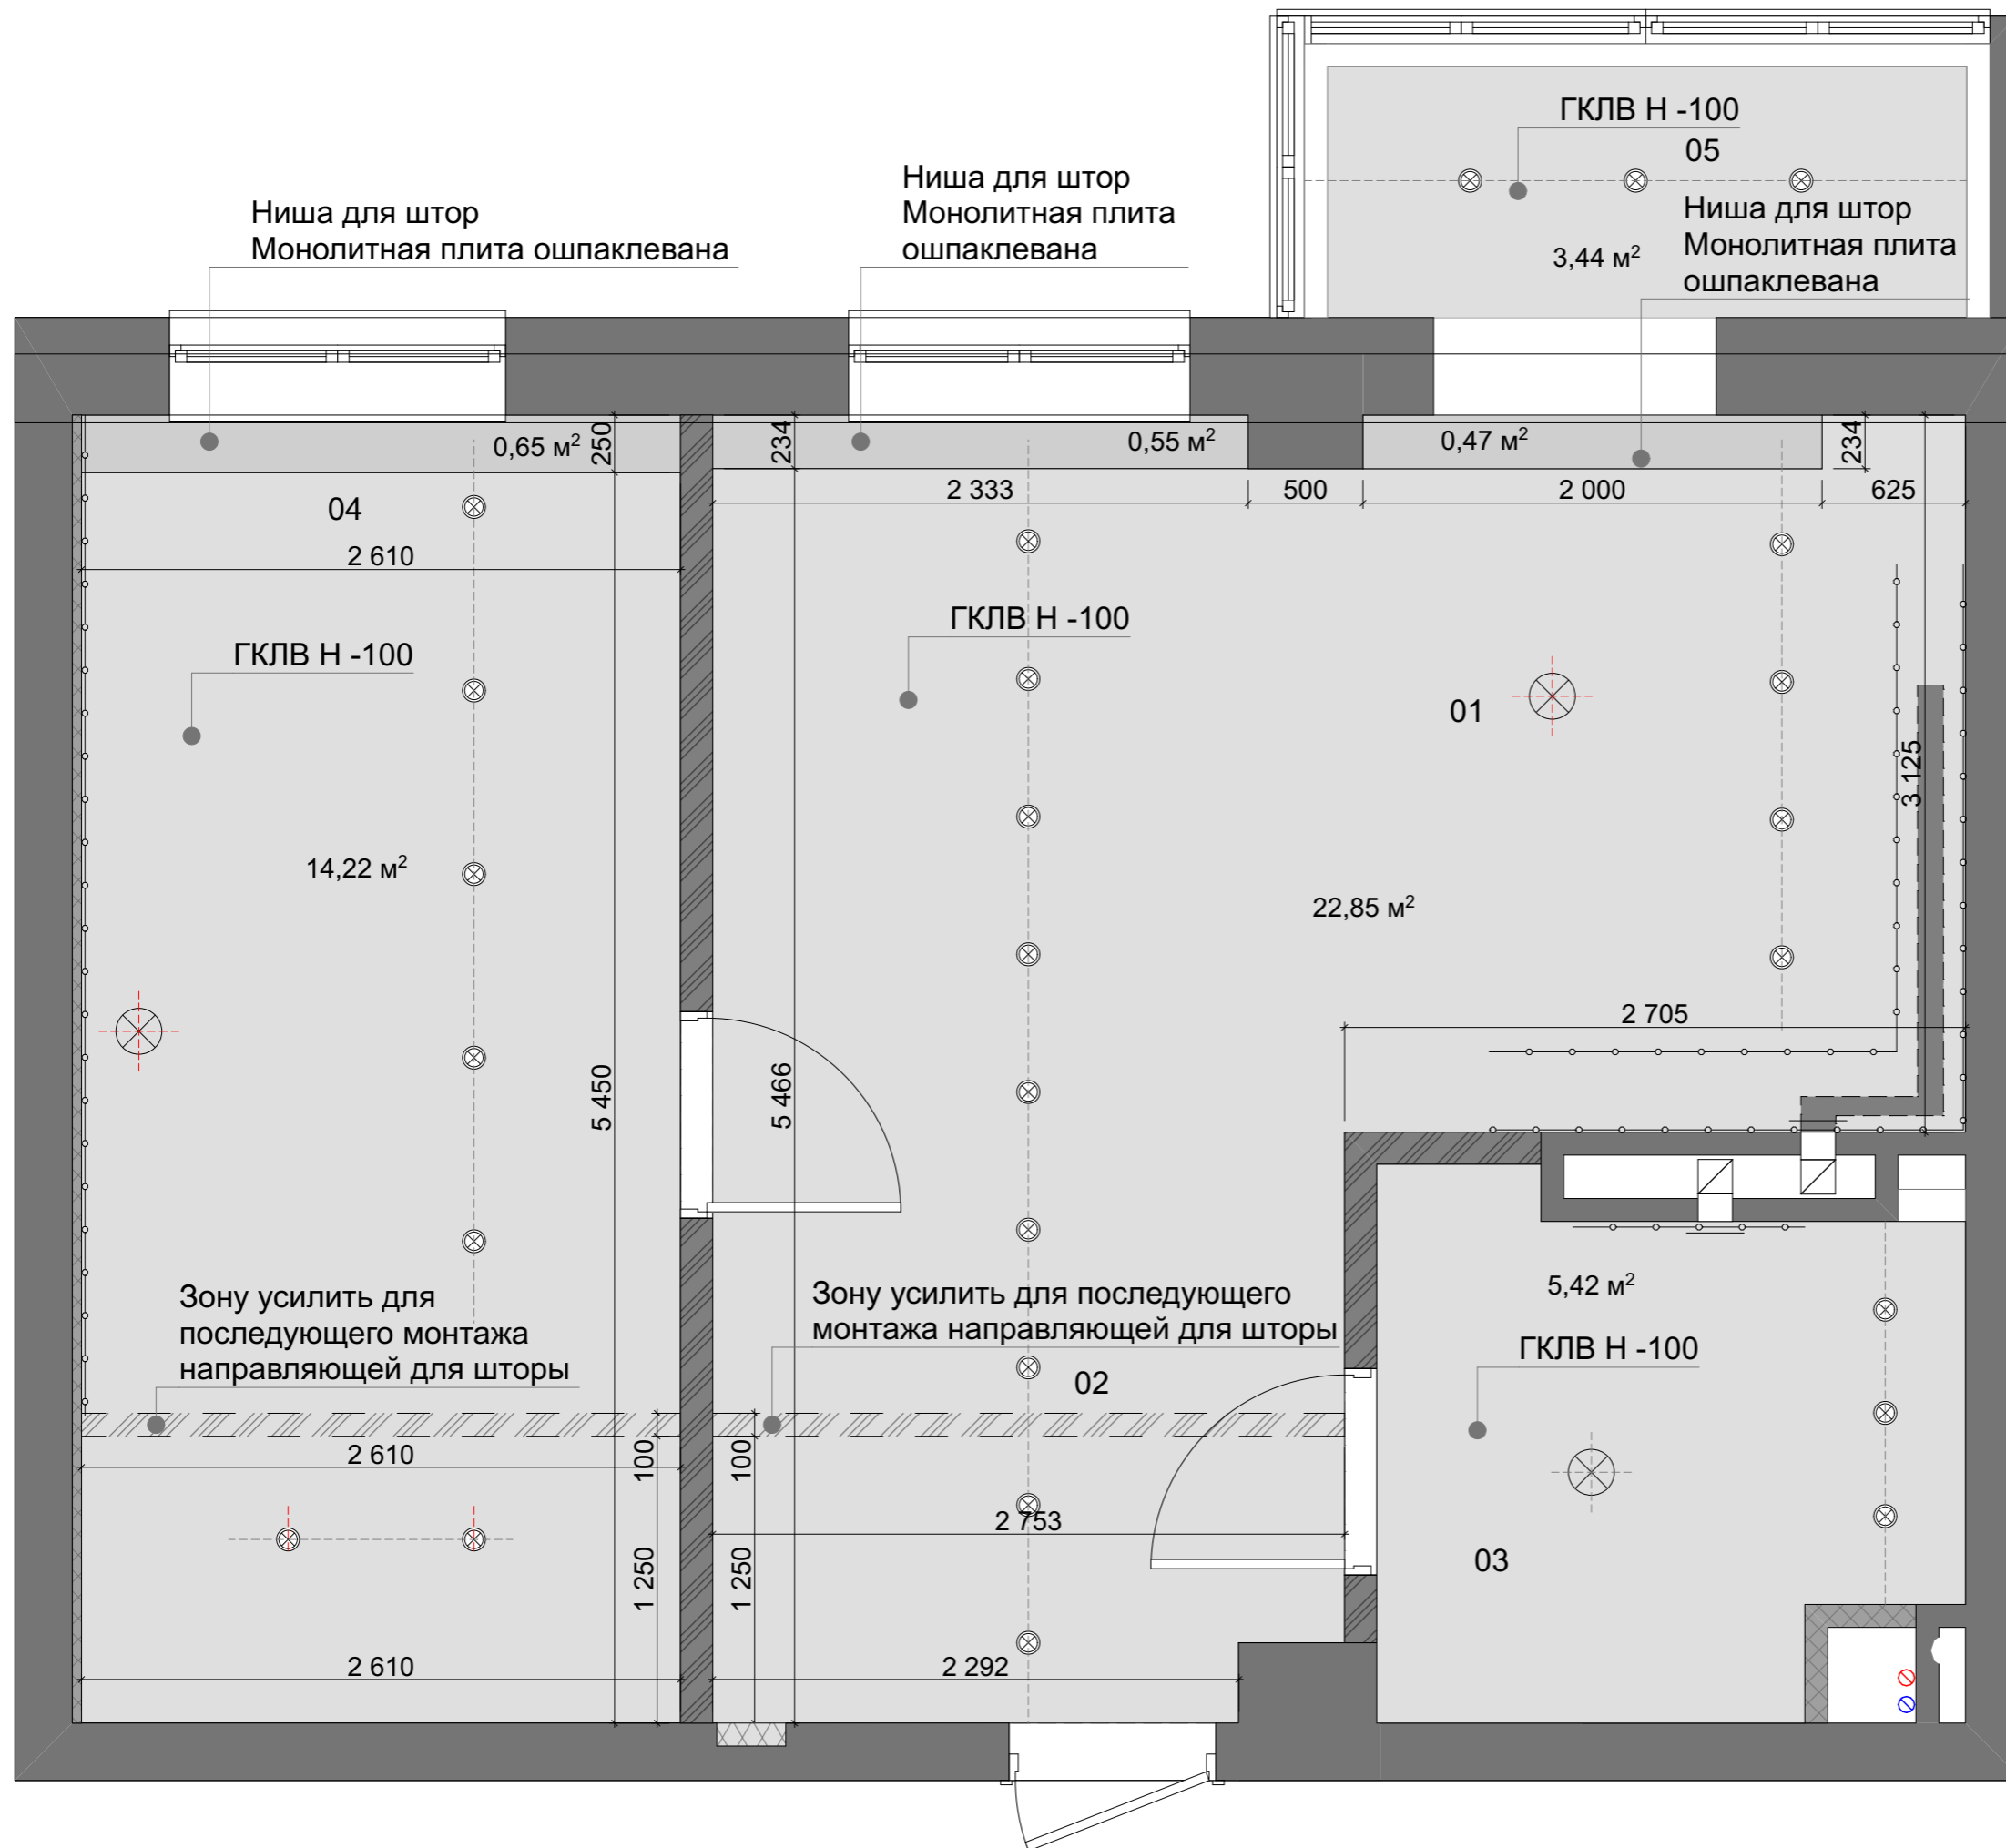 ГКЛВ Н -100
05
3,44 м²
Ниша для штор
Монолитная плита
ошпаклевана
Ниша для штор
Монолитная плита
ошпаклевана
Ниша для штор
Монолитная плита ошпаклевана
0,65 м²
250
234
0,55 м²
0,47 м²
234
2 333
500
2 000
625
04
2 610
ГКЛВ Н -100
ГКЛВ Н -100
01
3 125
14,22 м²
22,85 м²
2 705
5 450
5 466
Зону усилить для
последующего монтажа
направляющей для шторы
Зону усилить для последующего
монтажа направляющей для шторы
02
5,42 м²
ГКЛВ Н -100
2 610
100
100
2 753
1 250
1 250
03
2 610
2 292